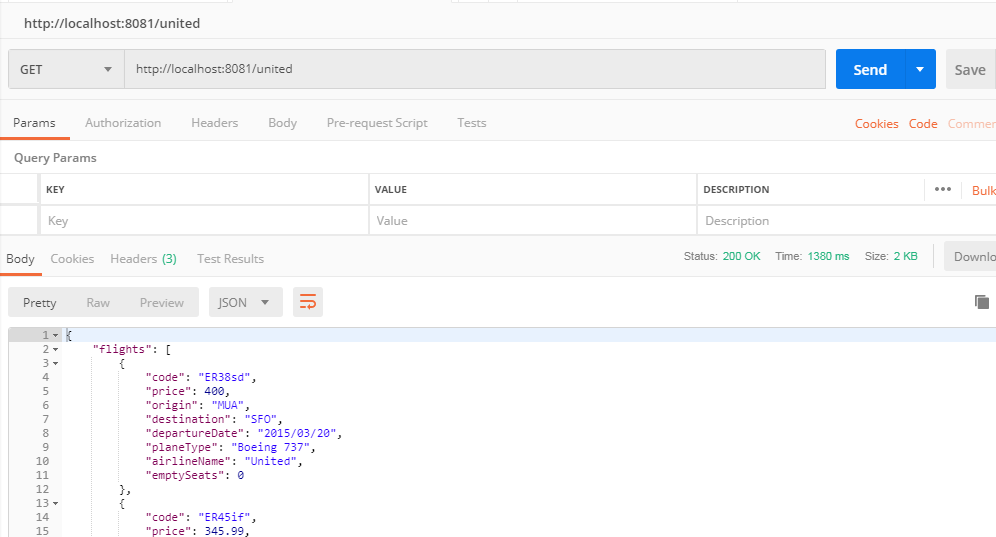 http://localhost:8081/united
GET http://localhost:8081/united Send Save
Params Authorization Headers Body Pre-request Script Tests Cookies Code Commen
Query Params
KEY VALUE DESCRIPTION ••• Bulk
Key Value Description
Body Cookies Headers (3) Test Results Status: 200 OK Time: 1380 ms Size: 2 KB Downlo
Pretty Raw Preview JSON
1 {
2 "flights": [
3 {
4 "code": "ER38sd",
5 "price": 400,
6 "origin": "MUA",
7 "destination": "SFO",
8 "departureDate": "2015/03/20",
9 "planeType": "Boeing 737",
10 "airlineName": "United",
11 "emptySeats": 0
12 },
13 {
14 "code": "ER45if",
15 "price": 345.99,